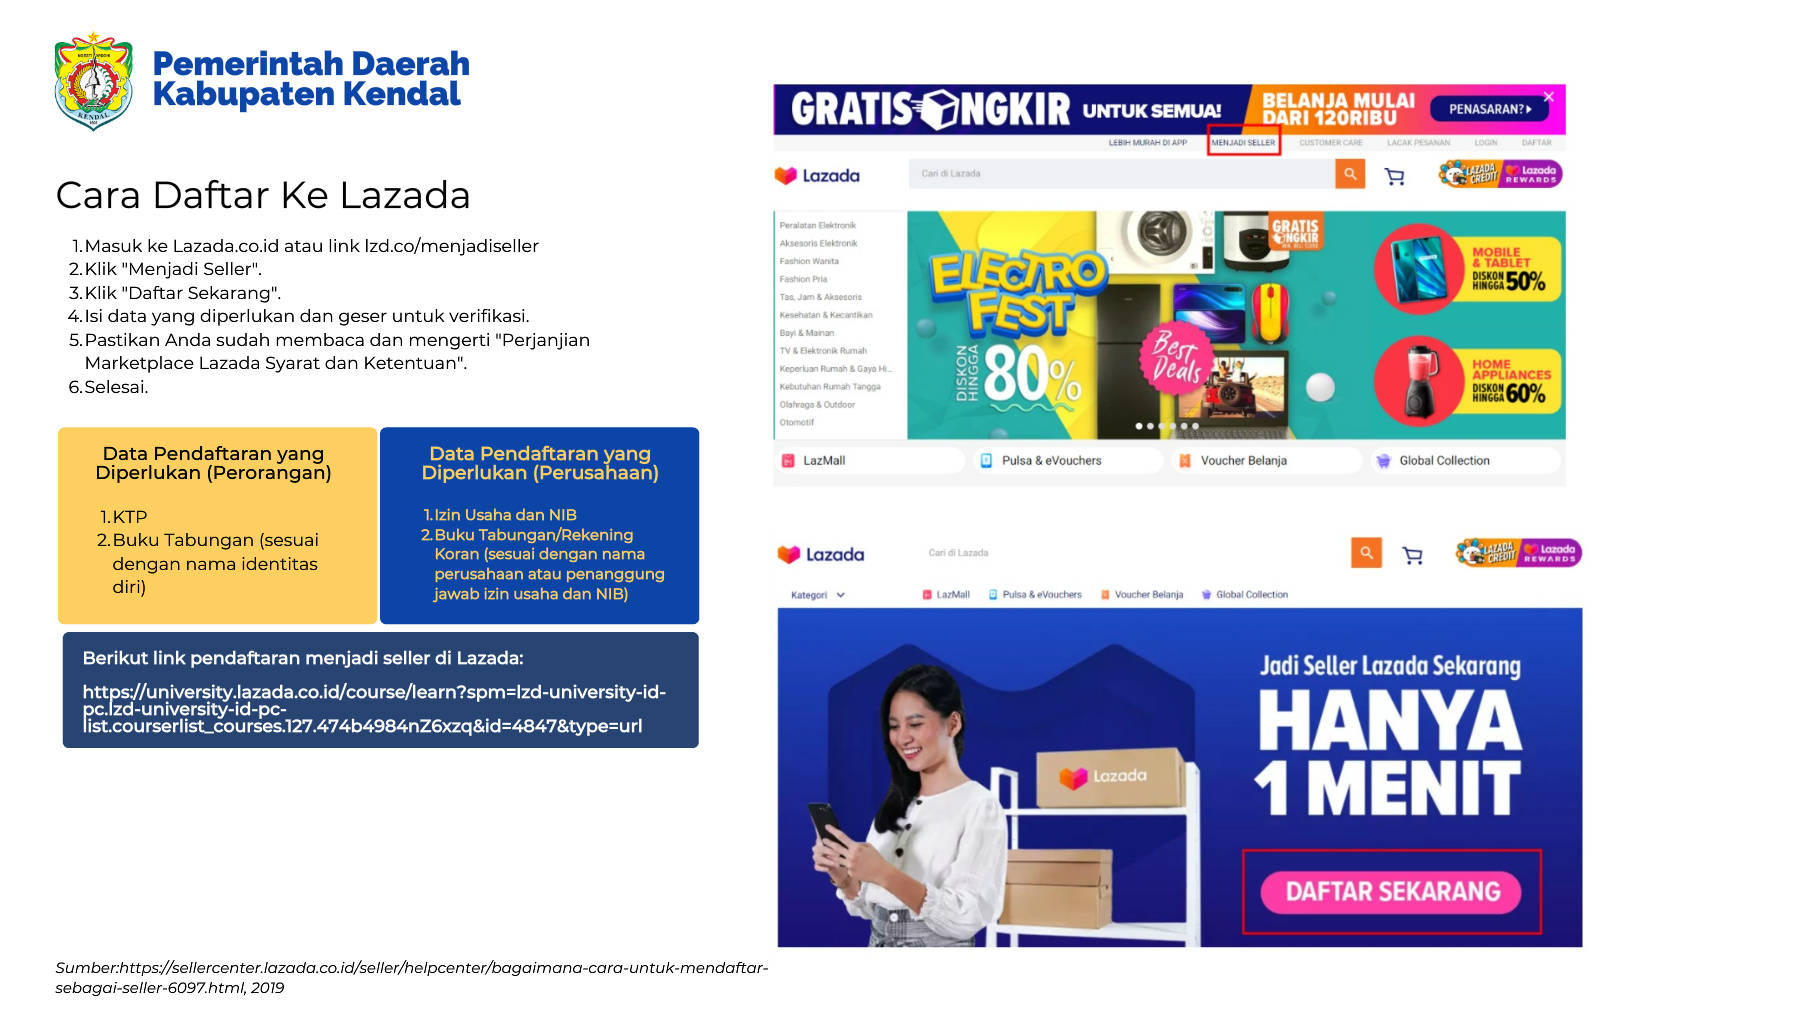 Pemerintah Daerah
Kabupaten Kendal
KENDAL
Cara Daftar Ke Lazada
1. Masuk ke Lazada.co.id atau link lzd.co/menjadiseller
2. Klik "Menjadi Seller".
3. Klik "Daftar Sekarang".
4. Isi data yang diperlukan dan geser untuk verifikasi.
5. Pastikan Anda sudah membaca dan mengerti "Perjanjian
Marketplace Lazada Syarat dan Ketentuan".
6. Selesai.
Data Pendaftaran yang
Diperlukan (Perorangan)
1. KTP
2. Buku Tabungan (sesuai
dengan nama identitas
diri)
Data Pendaftaran yang
Diperlukan (Perusahaan)
1. Izin Usaha dan NIB
2. Buku Tabungan/Rekening
Koran (sesuai dengan nama
perusahaan atau penanggung
jawab izin usaha dan NIB)
Berikut link pendaftaran menjadi seller di Lazada:
https://university.lazada.co.id/course/learn?spm=lzd-university-id-
pc.lzd-university-id-pc-
list.courserlist_courses.127.474b4984nZ6xzq&id=4847&type=url
Sumber:https://sellercenter.lazada.co.id/seller/helpcenter/bagaimana-cara-untuk-mendaftar-
sebagai-seller-6097.html, 2019
GRATIS ONGKIR UNTUK SEMUA! BELANJA MULAI
DARI 120RIBU
PENASARAN?
LEBIH MURAH DI APP MENJADI SELLER CUSTOMER CARE LACAK PESANAN LOGIN DAFTAR
Lazada
Cari di Lazada
LAZADA
CREDIT
Lazada
REWARDS
Peralatan Elektronik
Aksesoris Elektronik
Fashion Wanita
Fashion Pria
Tas, Jam & Aksesoris
Kesehatan & Kecantikan
Bayi & Mainan
TV & Elektronik Rumah
Keperluan Rumah & Gaya Hi...
Kebutuhan Rumah Tangga
Olahraga & Outdoor
Otomotif
ELECTRO
FEST
DISKON
HINGGA
80%
Best
Deals
GRATIS
ONGKIR
MOBILE
& TABLET
DISKON
HINGGA 50%
HOME
APPLIANCES
DISKON
HINGGA 60%
LazMall
Pulsa & eVouchers
Voucher Belanja
Global Collection
Lazada
Cari di Lazada
LAZADA
CREDIT
Lazada
REWARDS
Kategori
LazMall
Pulsa & eVouchers
Voucher Belanja
Global Collection
Lazada
Jadi Seller Lazada Sekarang
HANYA
1 MENIT
DAFTAR SEKARANG